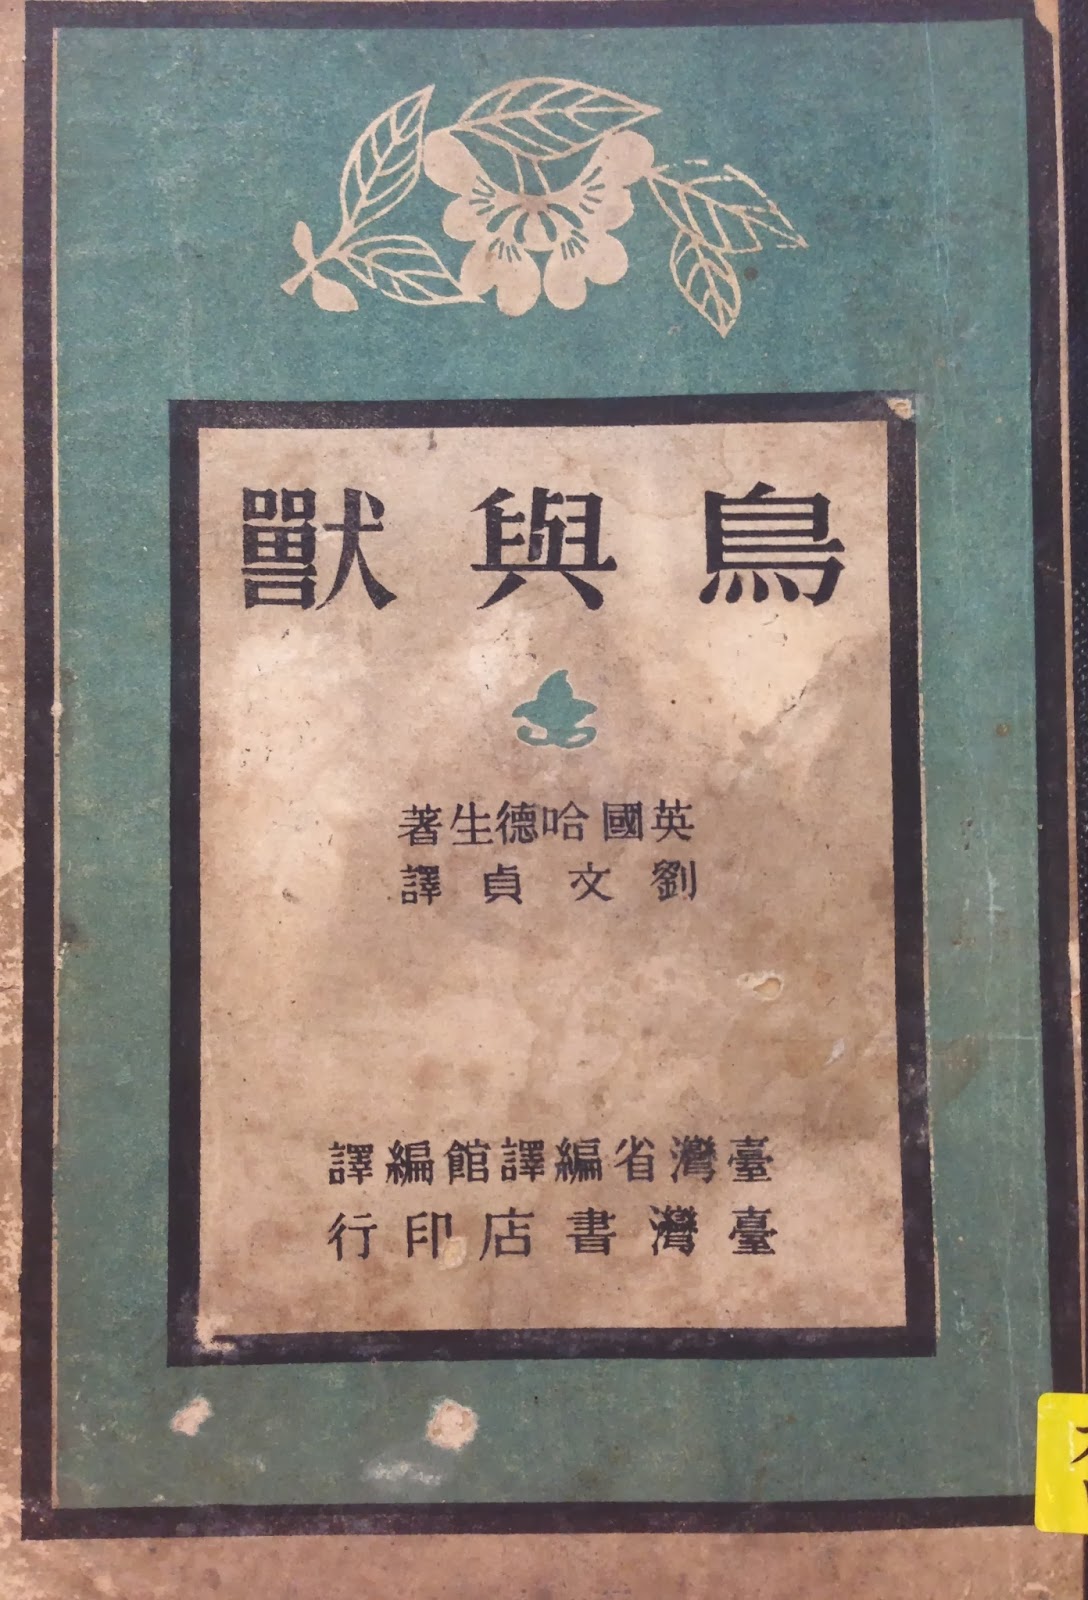 鳥與獸
英國哈德生著
劉文貞譯
臺灣省編譯館編譯
臺灣書店印行